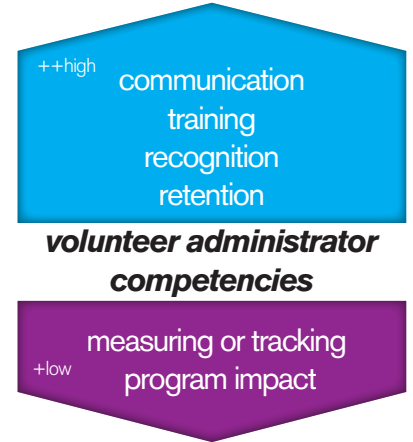 ++high
communication
training
recognition
retention
volunteer administrator
competencies
measuring or tracking
+low
program impact